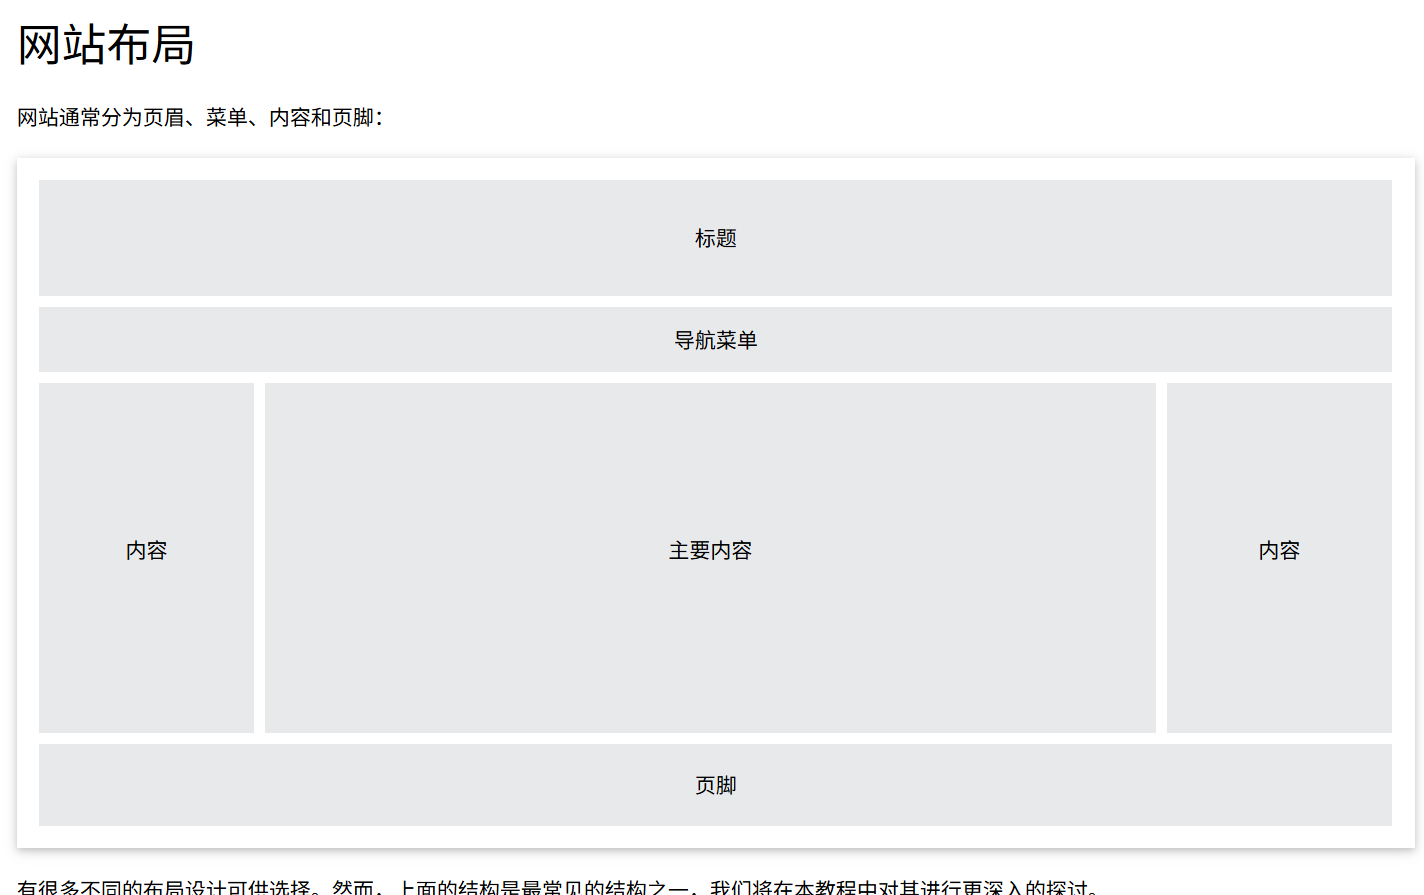 网站布局
网站通常分为页眉、菜单、内容和页脚：
标题
导航菜单
内容
主要内容
内容
页脚
有很多不同的布局设计可供选择。然而，上面的结构是最常见的结构之一，我们将在本教程中对其进行更深入的探讨。